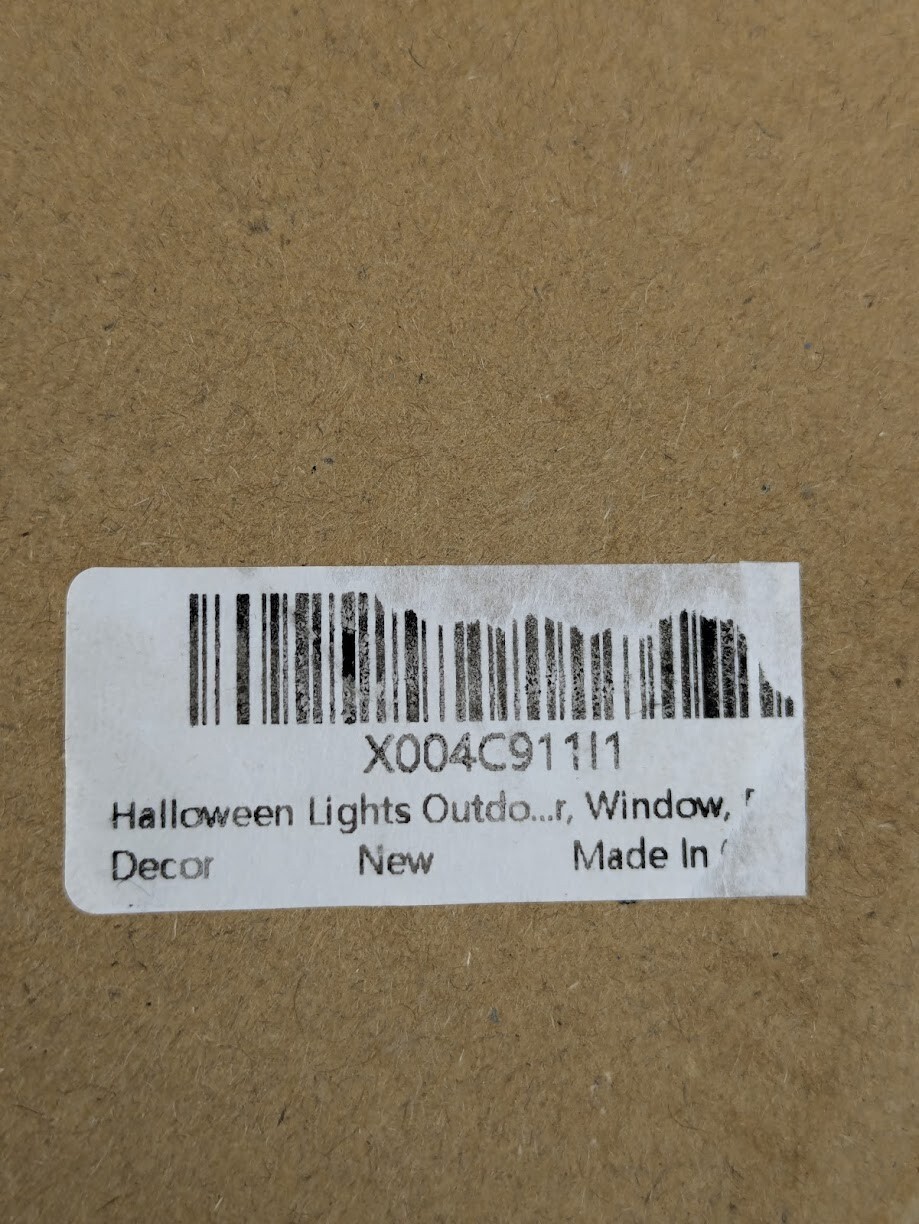 X004C911I1
Halloween Lights Outdo...r, Window,
Decor New Made In